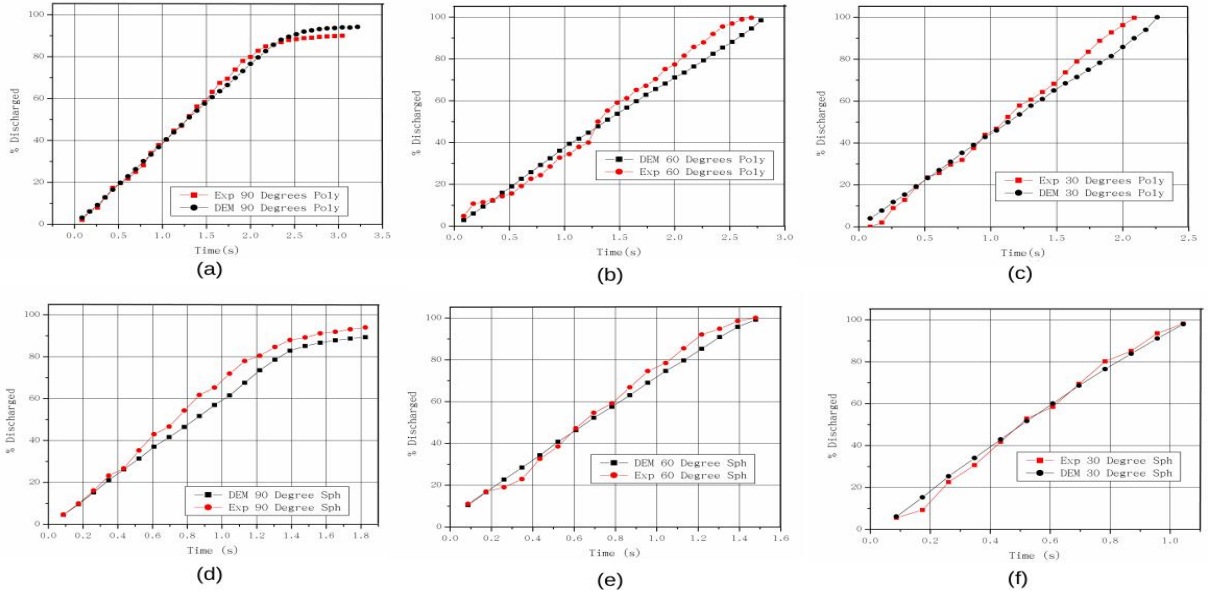 100
80
60
40
20
0
% Discharged
Exp 90 Degrees Poly
DEM 90 Degrees Poly
0.0 0.5 1.0 1.5 2.0 2.5 3.0 3.5
Time(s)
(a)
100
80
60
40
20
0
% Discharged
DEM 60 Degrees Poly
Exp 60 Degrees Poly
0.0 0.5 1.0 1.5 2.0 2.5 3.0
Time(s)
(b)
100
80
60
40
20
0
% Discharged
Exp 30 Degrees Poly
DEM 30 Degrees Poly
0.0 0.5 1.0 1.5 2.0 2.5
Time(s)
(c)
100
80
60
40
20
0
% Discharged
DEM 90 Degree Sph
Exp 90 Degree Sph
0.0 0.2 0.4 0.6 0.8 1.0 1.2 1.4 1.6 1.8
Time (s)
(d)
100
80
60
40
20
0
% Discharged
DEM 60 Degree Sph
Exp 60 Degree Sph
0.0 0.2 0.4 0.6 0.8 1.0 1.2 1.4 1.6
Time (s)
(e)
100
80
60
40
20
0
% Discharged
Exp 30 Degree Sph
DEM 30 Degree Sph
0.0 0.2 0.4 0.6 0.8 1.0
Time (s)
(f)